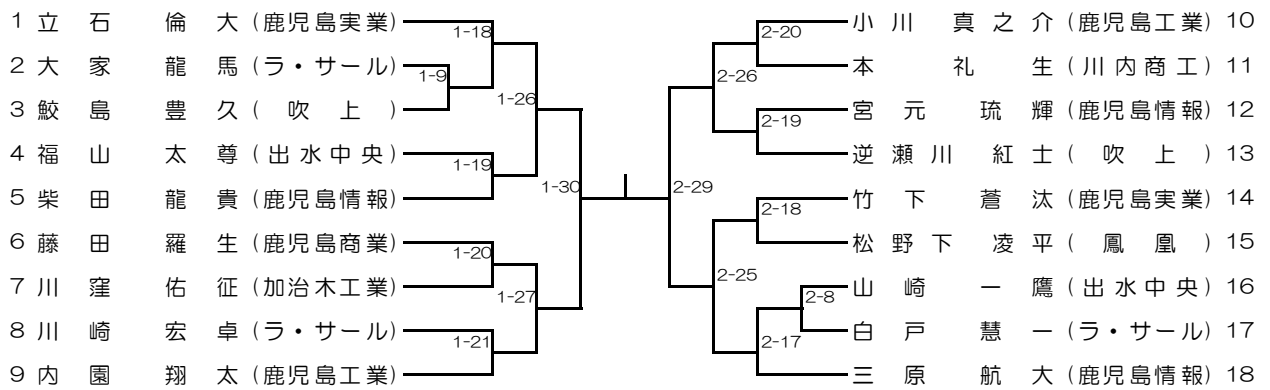 1 立石 倫大 (鹿児島実業)
2 大家 龍馬 (ラ・サール)
3 鮫島 豊久 (吹上)
4 福山 太尊 (出水中央)
5 柴田 龍貴 (鹿児島情報)
6 藤田 羅生 (鹿児島商業)
7 川窪 佑征 (加治木工業)
8 川崎 宏卓 (ラ・サール)
9 内園 翔太 (鹿児島工業)
1-18
1-9
1-26
1-19
1-30
1-20
1-27
1-21
2-20
2-26
2-19
2-29
2-18
2-25
2-8
2-17
小川 真之介 (鹿児島工業) 10
本 礼生 (川内商工) 11
宮元 琉輝 (鹿児島情報) 12
逆瀬川 紅士 (吹上) 13
竹下 蒼汰 (鹿児島実業) 14
松野下 凌平 (鳳凰) 15
山崎 一鷹 (出水中央) 16
白戸 慧一 (ラ・サール) 17
三原 航大 (鹿児島情報) 18